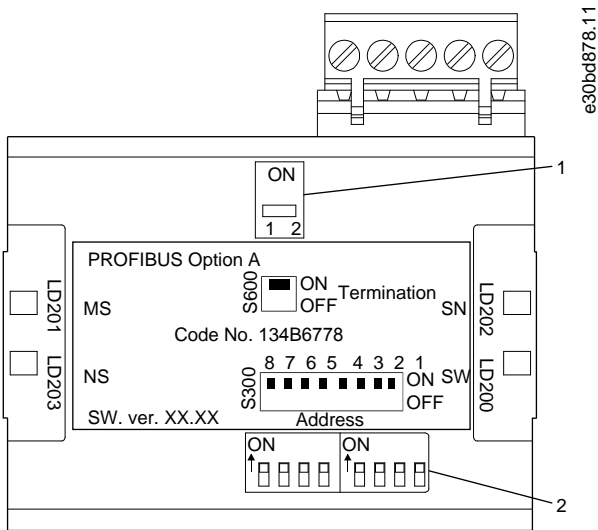 e30bd878.11
1
ON
1 2
PROFIBUS Option A
S600
ON
OFF
Termination
LD201
MS
SN
LD202
Code No. 134B6778
LD203
NS
S300
8 7 6 5 4 3 2 1
ON
OFF
SW
LD200
SW. ver. XX.XX
Address
ON
ON
2